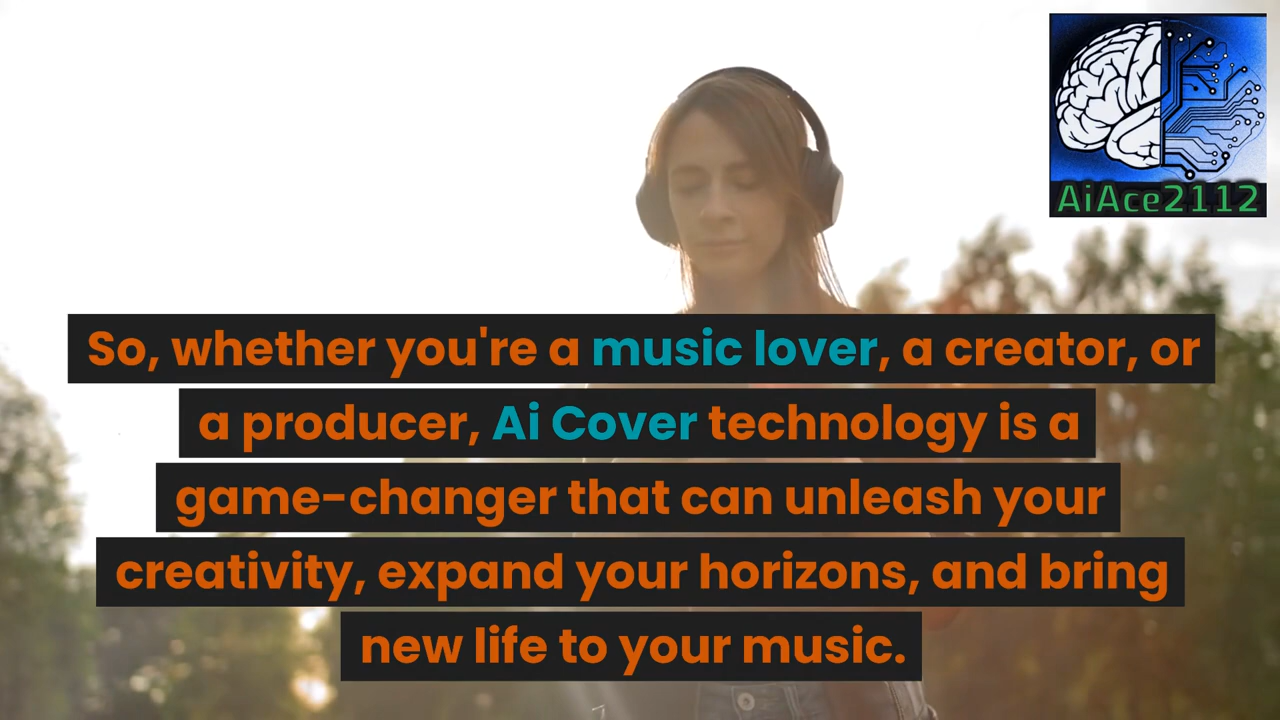 AiAce2112
So, whether you're a music lover, a creator, or
a producer, Ai Cover technology is a
game-changer that can unleash your
creativity, expand your horizons, and bring
new life to your music.